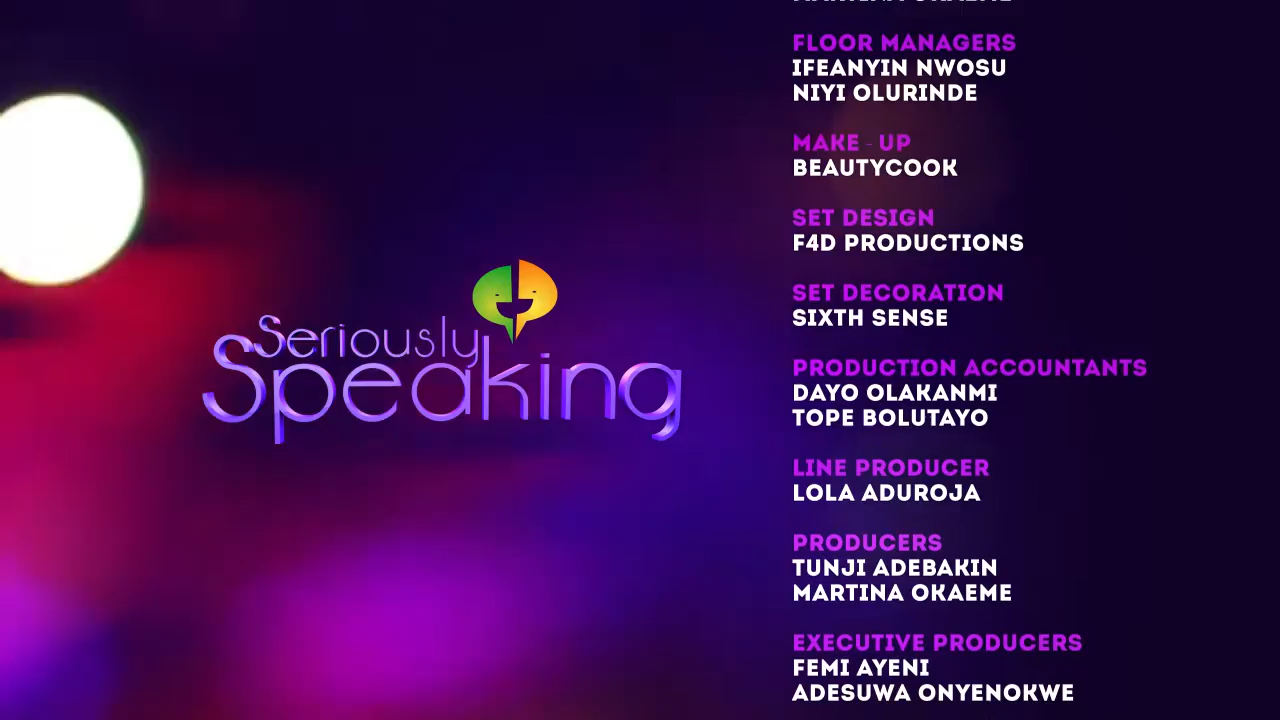 Seriously
Speaking
FLOOR MANAGERS
IFEANYIN NWOSU
NIYI OLURINDE
MAKE - UP
BEAUTYCOOK
SET DESIGN
F4D PRODUCTIONS
SET DECORATION
SIXTH SENSE
PRODUCTION ACCOUNTANTS
DAYO OLAKANMI
TOPE BOLUTAYO
LINE PRODUCER
LOLA ADUROJA
PRODUCERS
TUNJI ADEBAKIN
MARTINA OKAEME
EXECUTIVE PRODUCERS
FEMI AYENI
ADESUWA ONYENOKWE